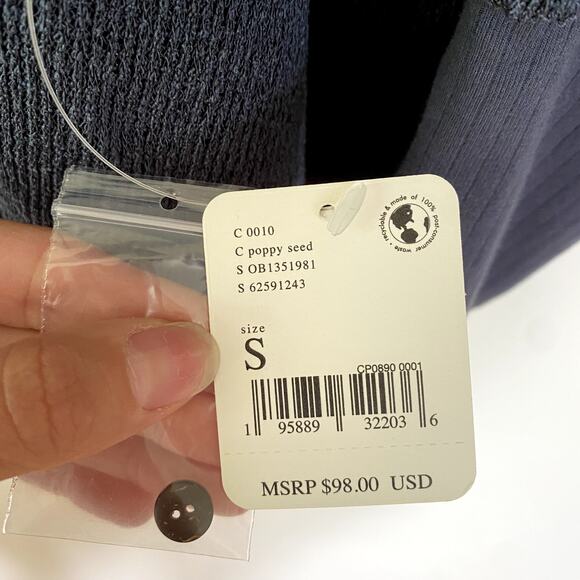 C 0010
C poppy seed
S OB1351981
S 62591243
recyclable & made of 100% post-consumer waste •
size
S
CP0890 0001
1 95889 32203 6
MSRP $98.00 USD